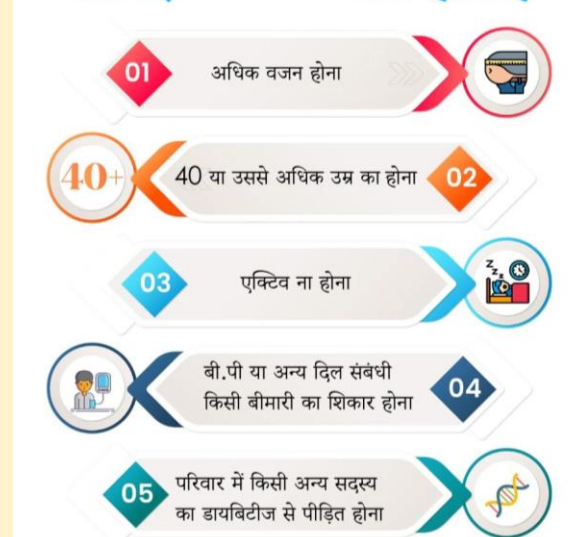 01 अधिक वजन होना
40+ 40 या उससे अधिक उम्र का होना 02
03 एक्टिव ना होना
बी.पी या अन्य दिल संबंधी
किसी बीमारी का शिकार होना 04
05 परिवार में किसी अन्य सदस्य
का डायबिटीज से पीड़ित होना